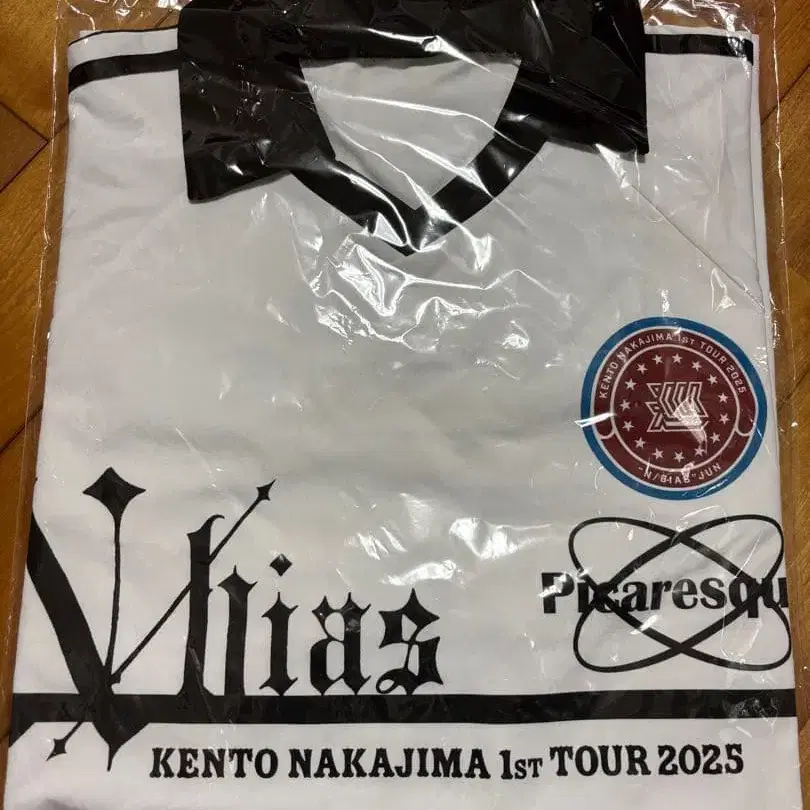 KENTO NAKAJIMA 1ST TOUR 2025
-N/BIAS"JUN
N/bias
Picaresqu
KENTO NAKAJIMA 1ST TOUR 2025